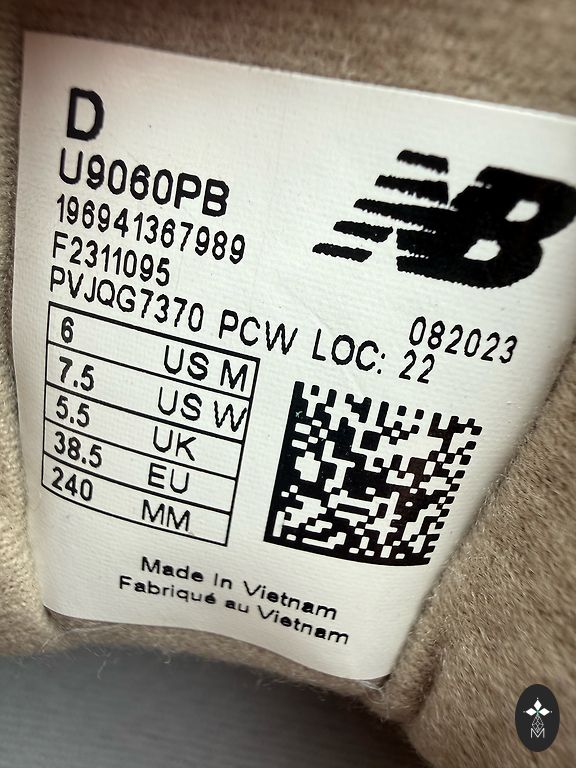 D
U9060PB
196941367989
F2311095
PVJQG7370 PCW LOC: 22
NB
082023
6 US M
7.5 US W
5.5 UK
38.5 EU
240 MM
Made In Vietnam
Fabriqué au Vietnam
M